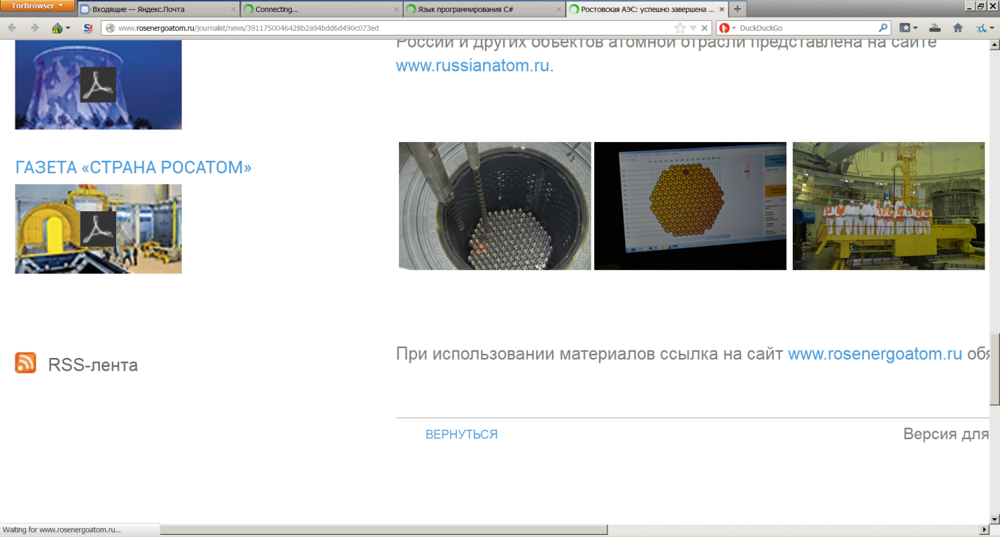 TorBrowser
Входящие — Яндекс.Почта
Connecting...
Язык программирования C#
Ростовская АЭС: успешно завершена ...
www.rosenergoatom.ru/journalist/news/3911750046428b2a94bdd6d490c073ed
DuckDuckGo
России и других объектов атомной отрасли представлена на сайте
www.russianatom.ru.
ГАЗЕТА «СТРАНА РОСАТОМ»
RSS-лента
При использовании материалов ссылка на сайт www.rosenergoatom.ru обя
ВЕРНУТЬСЯ
Версия для
Waiting for www.rosenergoatom.ru...